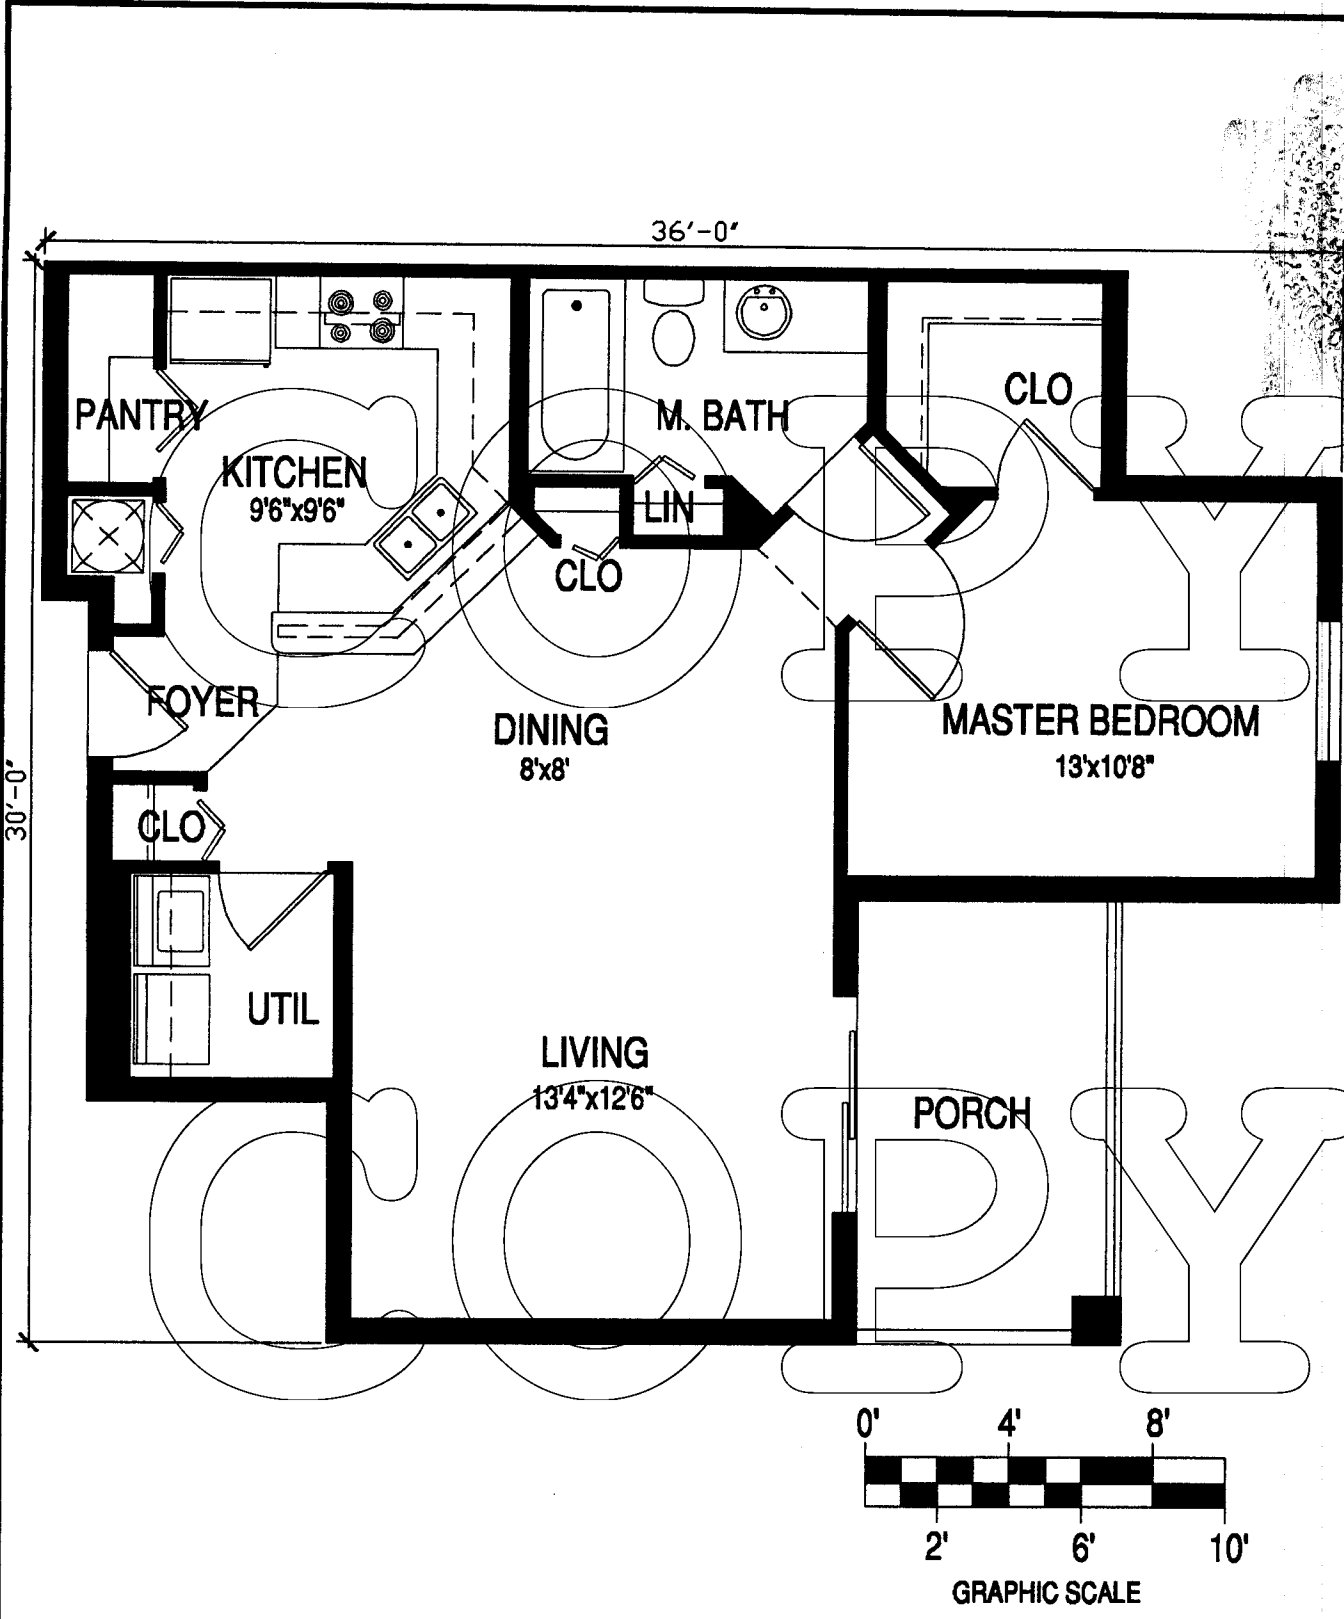 36'-0"
30'-0"
PANTRY
KITCHEN
9'6"x9'6"
M. BATH
CLO
LIN
CLO
FOYER
DINING
8'x8'
MASTER BEDROOM
13'x10'8"
CLO
UTIL
LIVING
13'4"x12'6"
PORCH
COPY
COPY
0' 4' 8'
2' 6' 10'
GRAPHIC SCALE